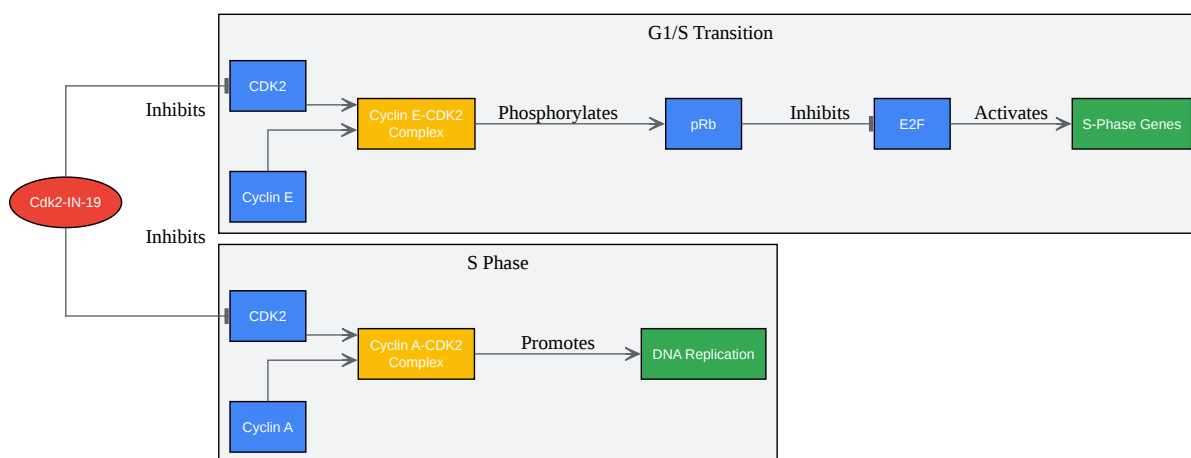 G1/S Transition
CDK2
Inhibits
Cyclin E-CDK2
Complex
Phosphorylates
pRb
Inhibits
E2F
Activates
S-Phase Genes
Cyclin E
Cdk2-IN-19
Inhibits
S Phase
CDK2
Cyclin A-CDK2
Complex
Promotes
DNA Replication
Cyclin A